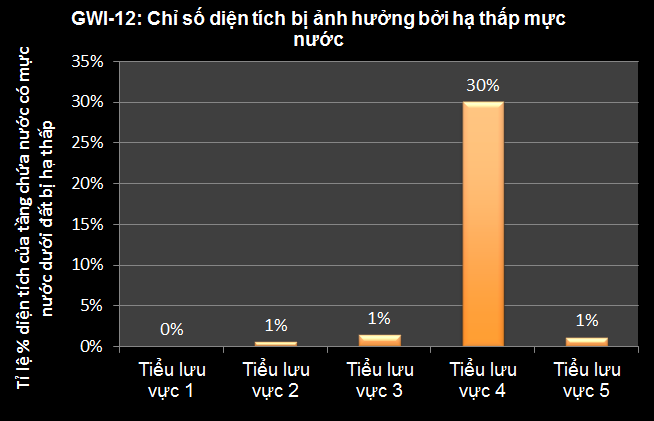 GWI-12: Chỉ số diện tích bị ảnh hưởng bởi hạ thấp mực
nước
Tỉ lệ % diện tích của tầng chứa nước có mực
nước dưới đất bị hạ thấp
35%
30%
25%
20%
15%
10%
5%
0%
0%
1%
1%
30%
1%
Tiểu lưu
vực 1
Tiểu lưu
vực 2
Tiểu lưu
vực 3
Tiểu lưu
vực 4
Tiểu lưu
vực 5